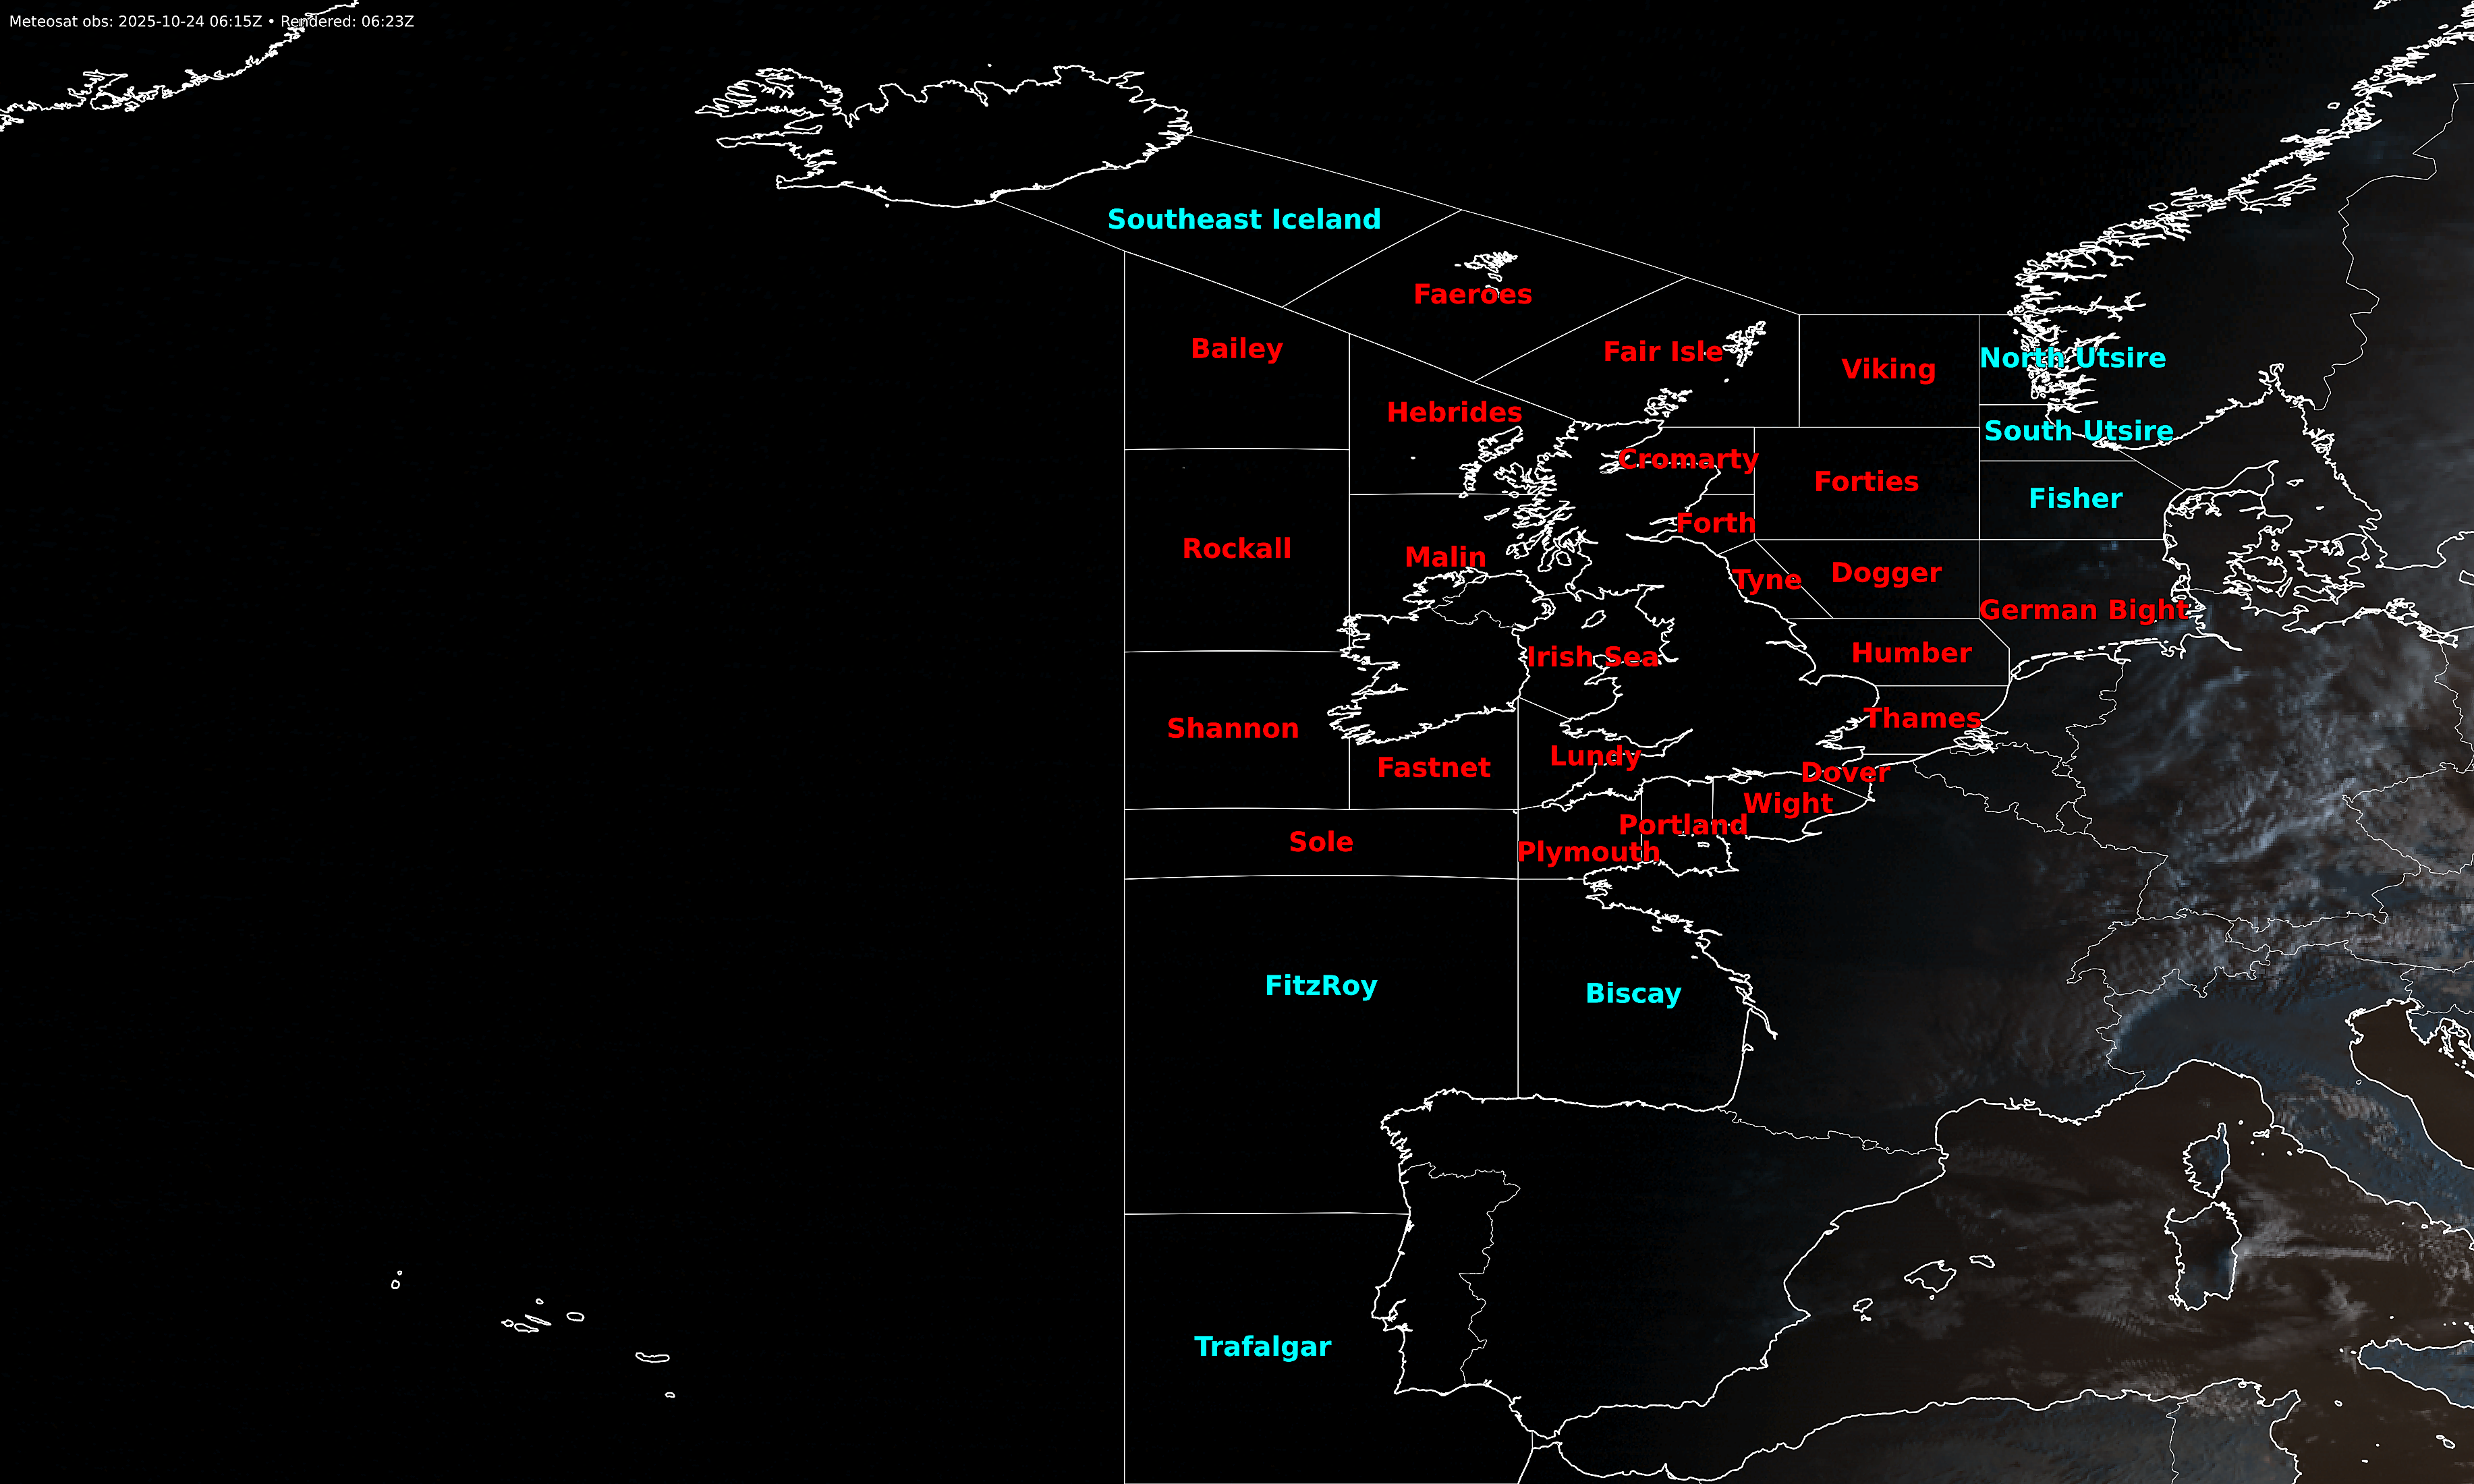 Meteosat obs: 2025-10-24 06:15Z • Rendered: 06:23Z
Southeast Iceland
Faeroes
Bailey
Fair Isle
Viking
North Utsire
Hebrides
South Utsire
Cromarty
Forties
Fisher
Forth
Rockall
Malin
Tyne
Dogger
German Bight
Irish Sea
Humber
Thames
Shannon
Fastnet
Lundy
Dover
Wight
Portland
Sole
Plymouth
FitzRoy
Biscay
Trafalgar